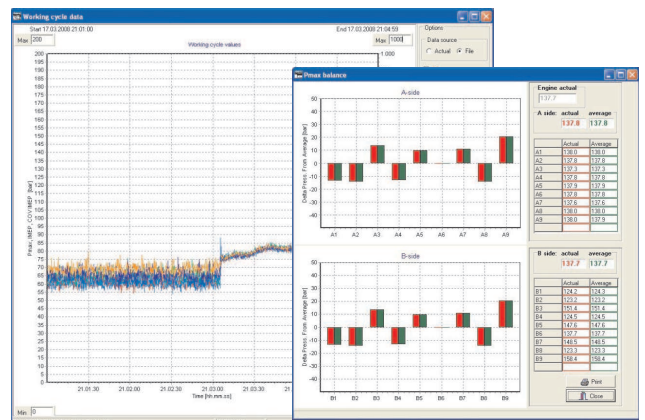 Working cycle data
Start 17.03.2008 21:01:00
End 17.03.2008 21:04:59
Max 200
Working cycle values
Max 1000
Options
Data source
Actual File
200
195
190
185
180
175
170
165
160
155
150
145
140
135
130
125
120
115
110
105
100
95
90
85
80
75
70
65
60
55
50
45
40
35
30
25
20
15
10
5
0
1 000
Pmax, IMEP, COV IMEP [bar]
21.01.30 21.02.00 21.02.30 21.03.00 21.03.30
Time [hh.mm.ss]
Min 0
Pmax balance
A-side
Delta Press. From Average [bar]
60
50
40
30
20
10
0
-10
-20
-30
-40
A1 A2 A3 A4 A5 A6 A7 A8 A9
B-side
Delta Press. From Average [bar]
60
50
40
30
20
10
0
-10
-20
-30
-40
B1 B2 B3 B4 B5 B6 B7 B8 B9
Engine actual
137.7
A side: actual average
137.8 137.8
Actual Average
A1 138.0 138.0
A2 137.8 137.8
A3 137.3 137.3
A4 137.8 137.8
A5 137.9 137.9
A6 137.8 137.8
A7 137.6 137.6
A8 138.0 138.0
A9 138.0 137.9
B side: actual average
137.7 137.7
Actual Average
B1 124.2 124.3
B2 123.2 123.2
B3 151.4 151.4
B4 124.5 124.5
B5 147.6 147.6
B6 137.7 137.7
B7 148.5 148.5
B8 123.3 123.3
B9 158.4 158.4
Print
Close